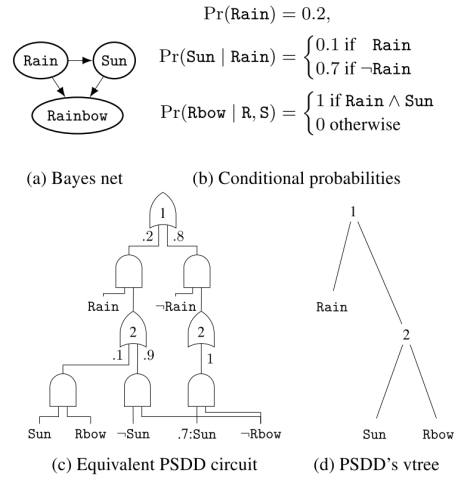 Rain
Sun
Rainbow
Pr(Rain) = 0.2,
Pr(Sun | Rain) = { 0.1 if Rain
0.7 if ¬Rain
Pr(Rbow | R, S) = { 1 if Rain ∧ Sun
0 otherwise
(a) Bayes net
(b) Conditional probabilities
1
.2 .8
Rain ¬Rain
2 2
.1 .9 1
Sun Rbow ¬Sun .7:Sun ¬Rbow
(c) Equivalent PSDD circuit
1
Rain
2
Sun Rbow
(d) PSDD's vtree